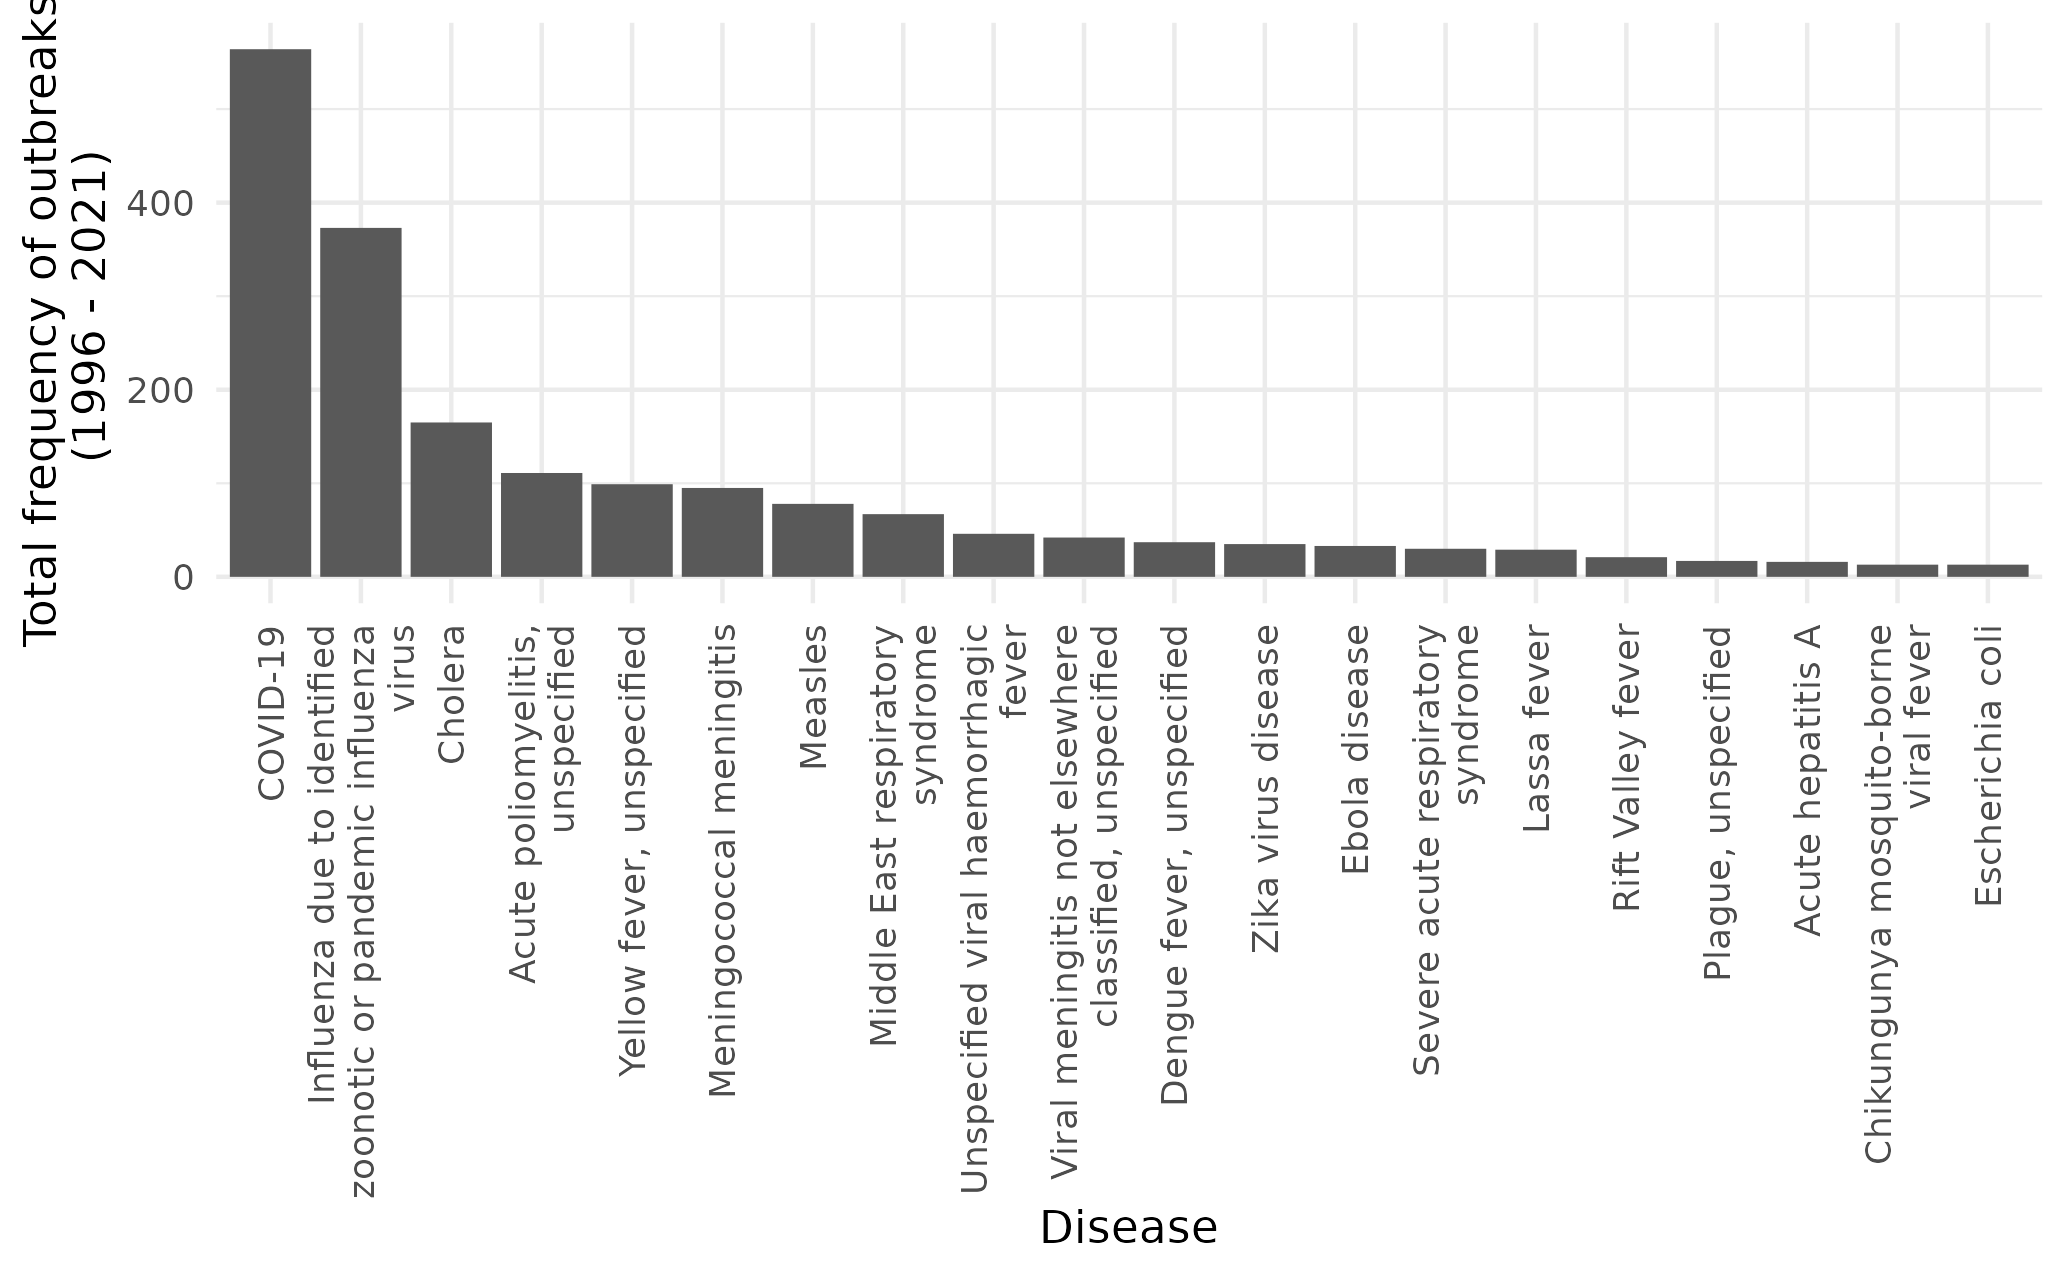 Total frequency of outbreaks
(1996 - 2021)
400
200
0
COVID-19
Influenza due to identified
zoonotic or pandemic influenza
virus
Cholera
Acute poliomyelitis,
unspecified
Yellow fever, unspecified
Meningococcal meningitis
Measles
Middle East respiratory
syndrome
Unspecified viral haemorrhagic
fever
Viral meningitis not elsewhere
classified, unspecified
Dengue fever, unspecified
Zika virus disease
Ebola disease
Severe acute respiratory
syndrome
Lassa fever
Rift Valley fever
Plague, unspecified
Acute hepatitis A
Chikungunya mosquito-borne
viral fever
Escherichia coli
Disease